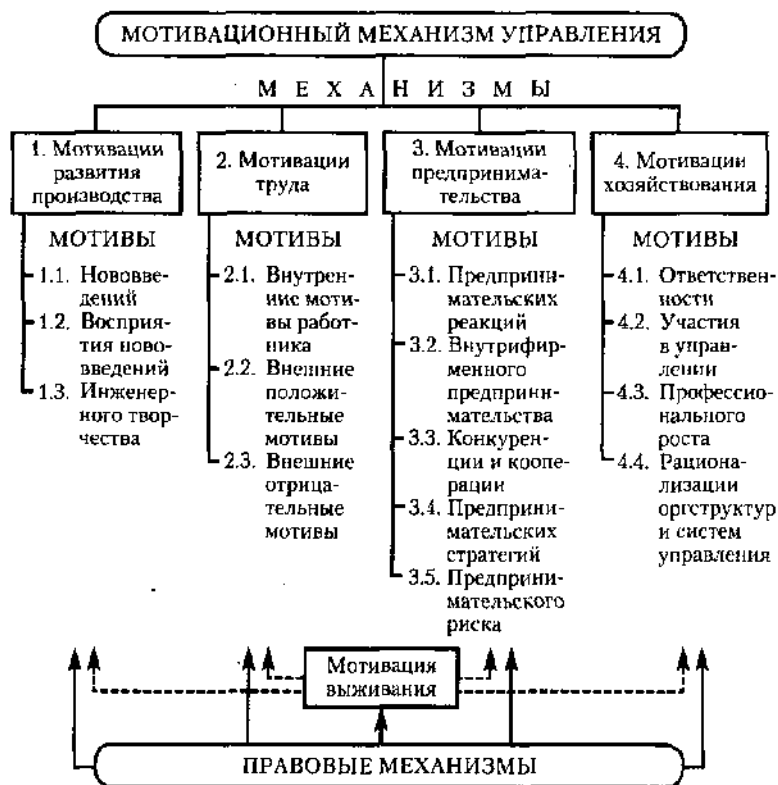 МОТИВАЦИОННЫЙ МЕХАНИЗМ УПРАВЛЕНИЯ
МЕХАНИЗМЫ
1. Мотивации
развития
производства
2. Мотивации
труда
3. Мотивации
предпринима-
тельства
4. Мотивации
хозяйствования
МОТИВЫ
1.1. Нововве-
дений
1.2. Восприя-
тия ново-
введений
1.3. Инженер-
ного твор-
чества
МОТИВЫ
2.1. Внутрен-
ние моти-
вы работ-
ника
2.2. Внешние
положи-
тельные
мотивы
2.3. Внешние
отрица-
тельные
мотивы
МОТИВЫ
3.1. Предприни-
мательских
реакций
3.2. Внутрифир-
менного
предприни-
мательства
3.3. Конкурен-
ции и коопе-
рации
3.4. Предприни-
мательских
стратегий
3.5. Предприни-
мательского
риска
МОТИВЫ
4.1. Ответствен-
ности
4.2. Участия
в управ-
лении
4.3. Профессио-
нального
роста
4.4. Рационали-
лизации
оргструктур
и систем
управления
Мотивация
выживания
ПРАВОВЫЕ МЕХАНИЗМЫ